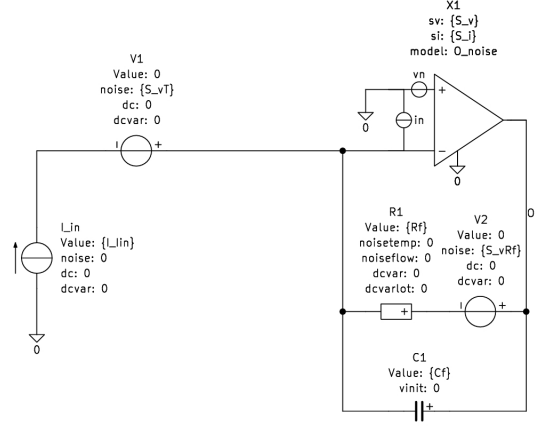 X1
sv: {S_v}
si: {S_i}
model: O_noise
vn
+
0
in
−
0
V1
Value: 0
noise: {S_vT}
dc: 0
dcvar: 0
+
I_in
Value: {I_Iin}
noise: 0
dc: 0
dcvar: 0
0
0
R1
Value: {Rf}
noisetemp: 0
noiseflow: 0
dcvar: 0
dcvarlot: 0
+
V2
Value: 0
noise: {S_vRf}
dc: 0
dcvar: 0
+
C1
Value: {Cf}
vinit: 0
+